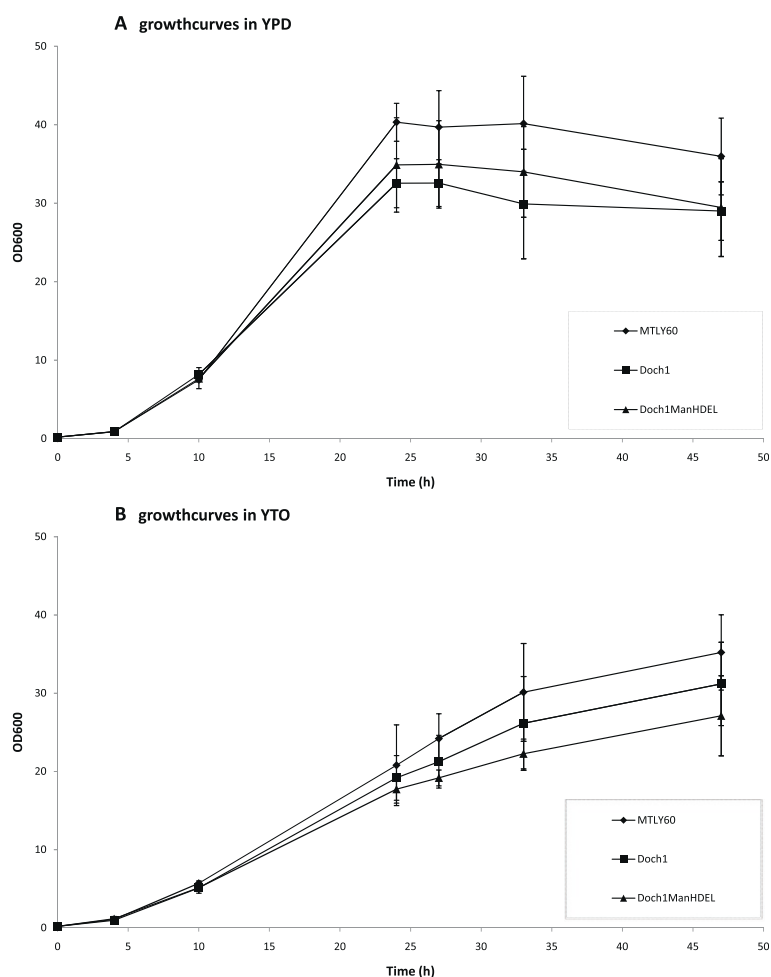 A growthcurves in YPD
50
40
30
20
10
0
OD600
0 5 10 15 20 25 30 35 40 45 50
Time (h)
MTLY60
Doch1
Doch1ManHDEL
B growthcurves in YTO
50
40
30
20
10
0
OD600
0 5 10 15 20 25 30 35 40 45 50
Time (h)
MTLY60
Doch1
Doch1ManHDEL